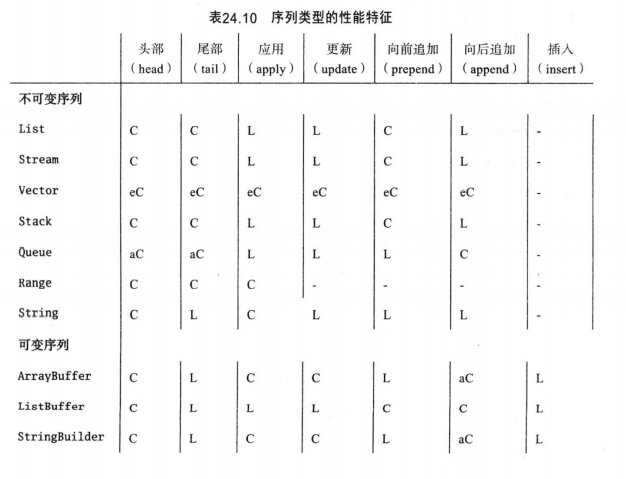 表24.10 序列类型的性能特征
头部 尾部 应用 更新 向前追加 向后追加 插入
（head） （tail） （apply） （update） （prepend） （append） （insert）
不可变序列
List C C L L C L -
Stream C C L L C L -
Vector eC eC eC eC eC eC -
Stack C C L L C L -
Queue aC aC L L L C -
Range C C C - - - -
String C L C L L L -
可变序列
ArrayBuffer C L C C L aC L
ListBuffer C L L L C C L
StringBuilder C L C C L aC L